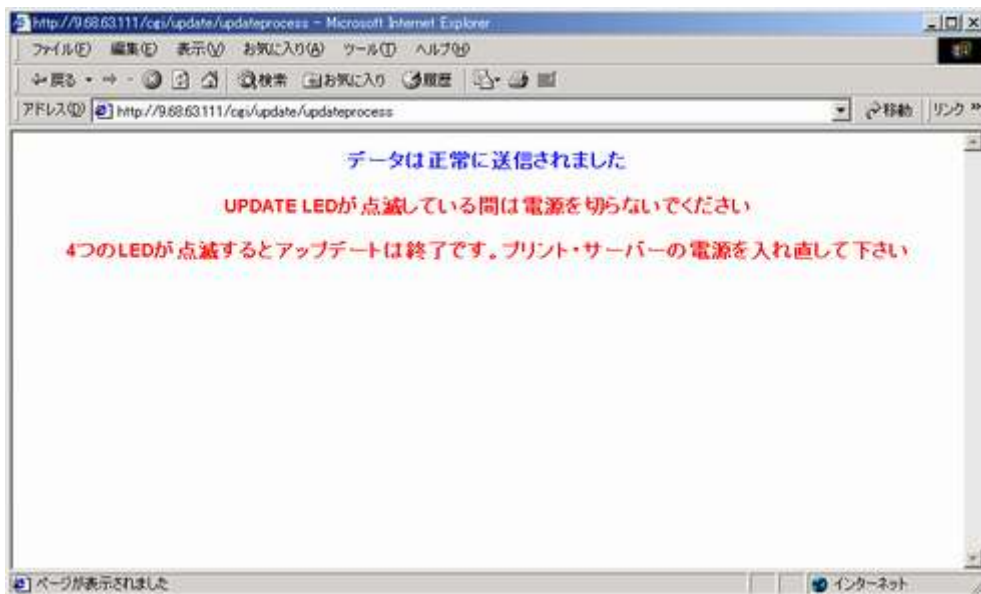 http://9.68.63.111/cgi/update/updateprocess - Microsoft Internet Explorer
ファイル(F) 編集(E) 表示(V) お気に入り(A) ツール(T) ヘルプ(H)
戻る 検索 お気に入り 履歴
アドレス(D) http://9.68.63.111/cgi/update/updateprocess 移動 リンク »
データは正常に送信されました
UPDATE LEDが点滅している間は電源を切らないでください
4つのLEDが点滅するとアップデートは終了です。プリント・サーバーの電源を入れ直して下さい
ページが表示されました インターネット